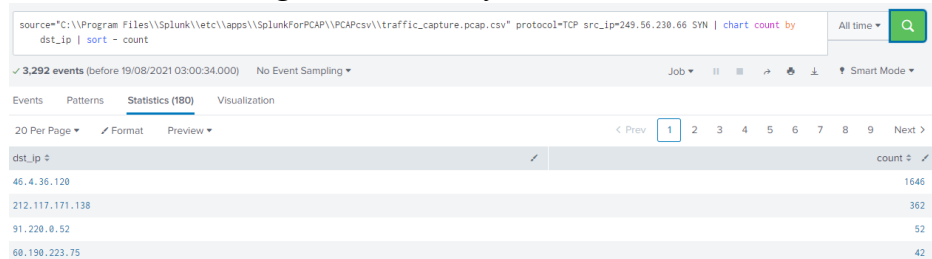 source="C:\\Program Files\\Splunk\\etc\\apps\\SplunkForPCAP\\PCAPcsv\\traffic_capture.pcap.csv" protocol=TCP src_ip=249.56.230.66 SYN | chart count by
dst_ip | sort - count
All time
3,292 events (before 19/08/2021 03:00:34.000) No Event Sampling Job Smart Mode
Events Patterns Statistics (180) Visualization
20 Per Page Format Preview < Prev 1 2 3 4 5 6 7 8 9 Next >
dst_ip count
46.4.36.120 1646
212.117.171.138 362
91.220.0.52 52
60.190.223.75 42